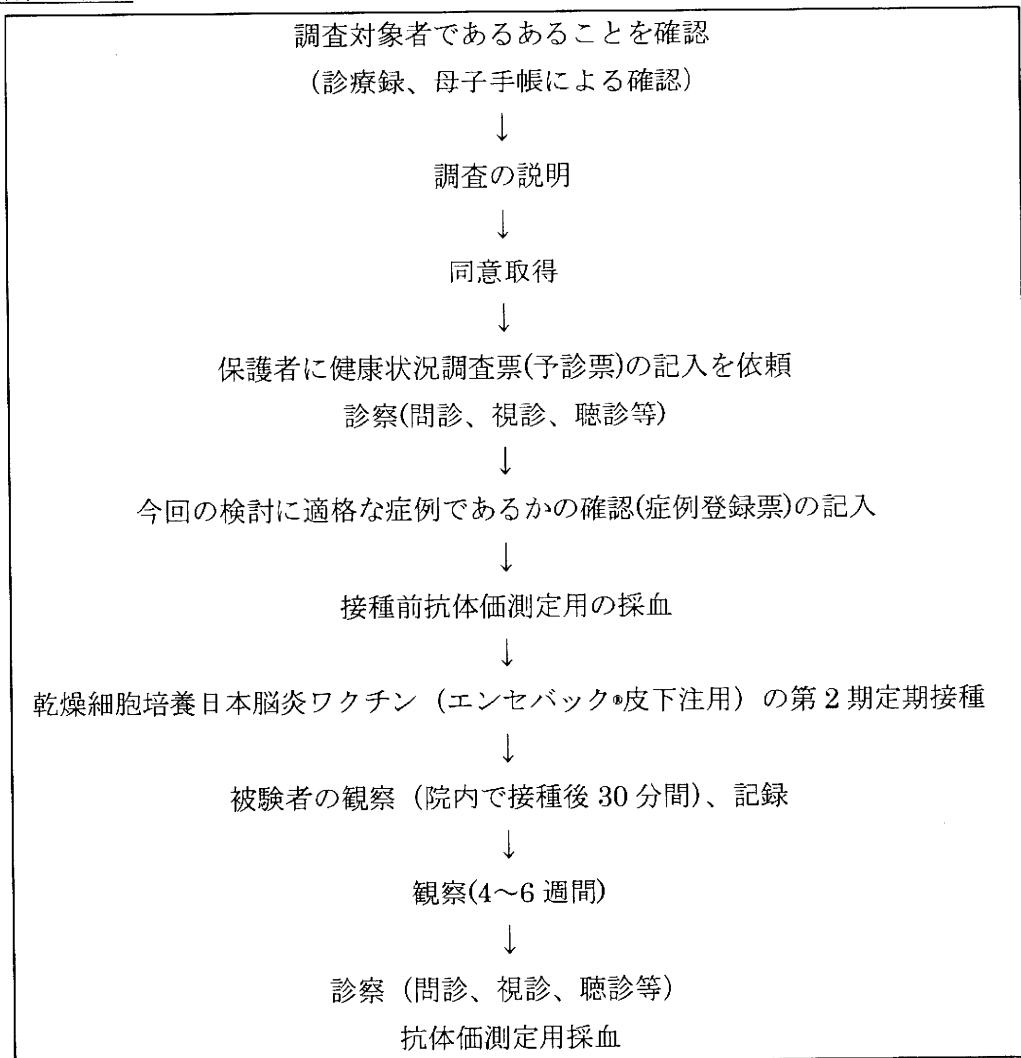 調査対象者であるあることを確認
(診療録、母子手帳による確認)
↓
調査の説明
↓
同意取得
↓
保護者に健康状況調査票(予診票)の記入を依頼
診察(問診、視診、聴診等)
↓
今回の検討に適格な症例であるかの確認(症例登録票)の記入
↓
接種前抗体価測定用の採血
↓
乾燥細胞培養日本脳炎ワクチン（エンセバック®皮下注用）の第 2 期定期接種
↓
被験者の観察（院内で接種後 30 分間）、記録
↓
観察(4～6 週間)
↓
診察（問診、視診、聴診等）
抗体価測定用採血